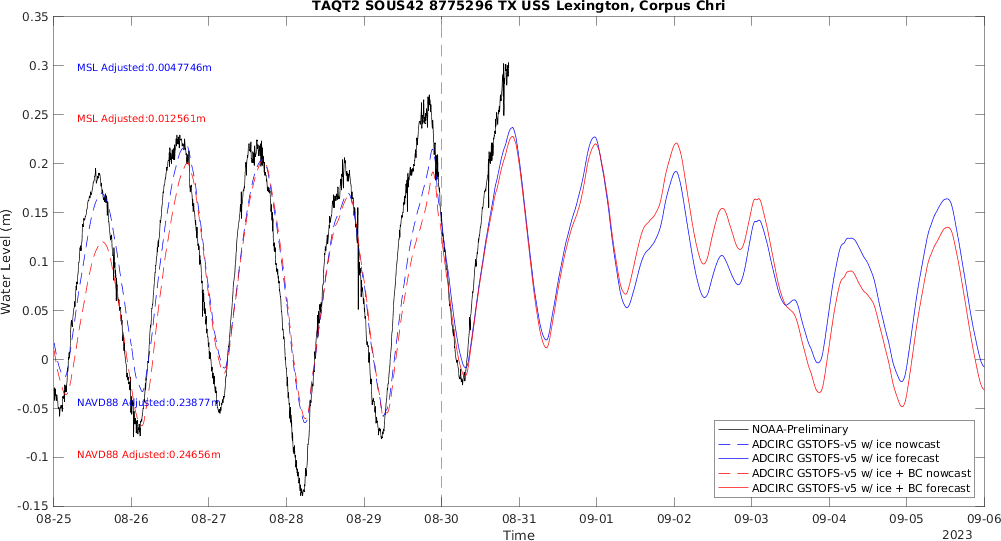 TAQT2 SOUS42 8775296 TX USS Lexington, Corpus Chri
0.35
0.3
0.25
0.2
0.15
0.1
0.05
0
-0.05
-0.1
-0.15
Water Level (m)
MSL Adjusted:0.0047746m
MSL Adjusted:0.012561m
NAVD88 Adjusted:0.23877m
NAVD88 Adjusted:0.24656m
NOAA-Preliminary
ADCIRC GSTOFS-v5 w/ ice nowcast
ADCIRC GSTOFS-v5 w/ ice forecast
ADCIRC GSTOFS-v5 w/ ice + BC nowcast
ADCIRC GSTOFS-v5 w/ ice + BC forecast
08-25 08-26 08-27 08-28 08-29 08-30 08-31 09-01 09-02 09-03 09-04 09-05 09-06
Time
2023